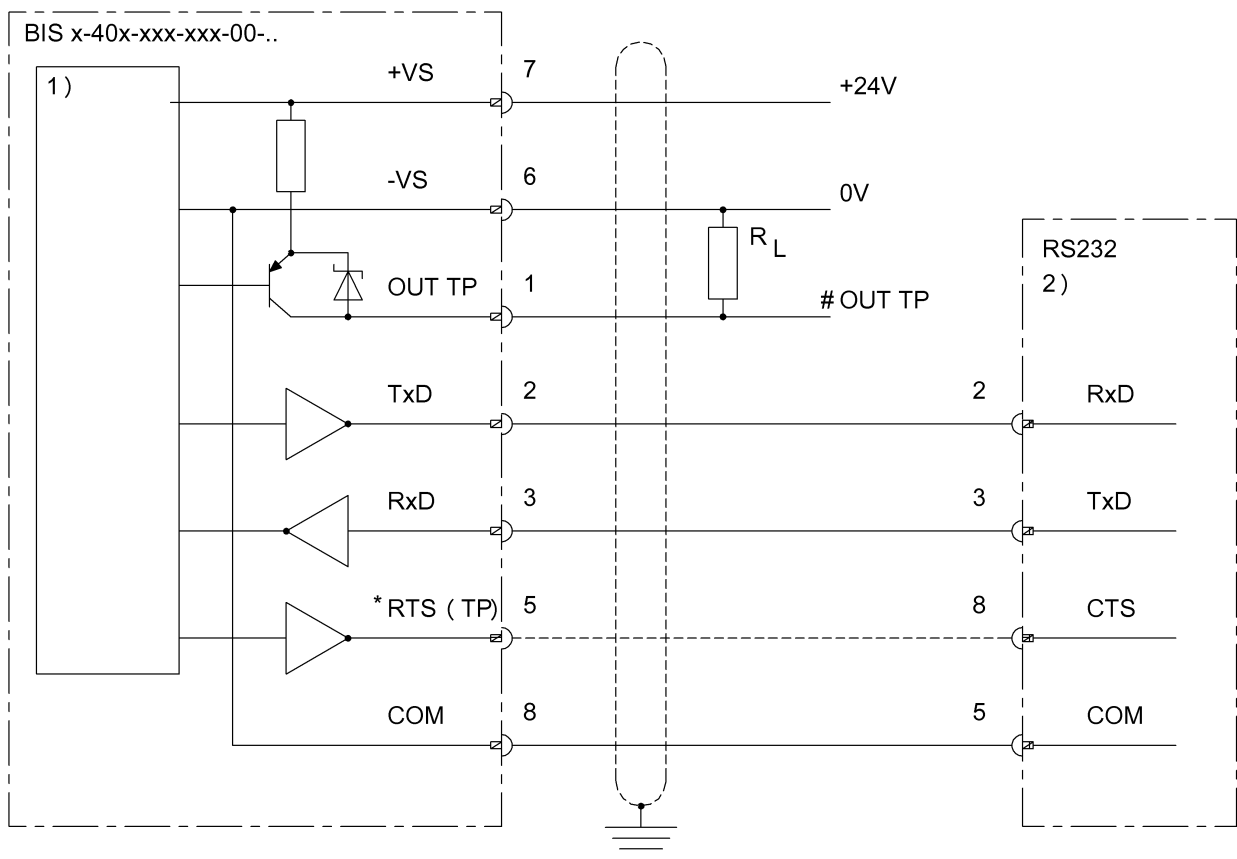 BIS x-40x-xxx-xxx-00-..
1)
+VS 7 +24V
-VS 6 0V
R L
RS232
2)
OUT TP 1 # OUT TP
TxD 2 2 RxD
RxD 3 3 TxD
*RTS ( TP) 5 8 CTS
COM 8 5 COM